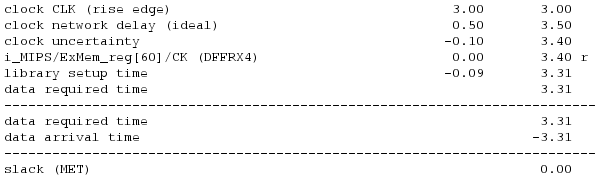 clock CLK (rise edge) 3.00 3.00
clock network delay (ideal) 0.50 3.50
clock uncertainty -0.10 3.40
i_MIPS/ExMem_reg[60]/CK (DFFRX4) 0.00 3.40 r
library setup time -0.09 3.31
data required time 3.31
--------------------------------------------------------------------------
data required time 3.31
data arrival time -3.31
--------------------------------------------------------------------------
slack (MET) 0.00